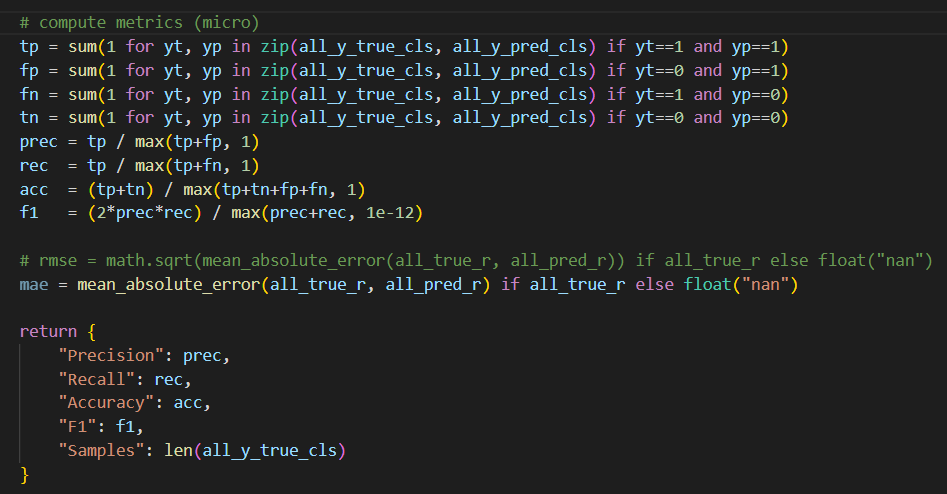 # compute metrics (micro)
tp = sum(1 for yt, yp in zip(all_y_true_cls, all_y_pred_cls) if yt==1 and yp==1)
fp = sum(1 for yt, yp in zip(all_y_true_cls, all_y_pred_cls) if yt==0 and yp==1)
fn = sum(1 for yt, yp in zip(all_y_true_cls, all_y_pred_cls) if yt==1 and yp==0)
tn = sum(1 for yt, yp in zip(all_y_true_cls, all_y_pred_cls) if yt==0 and yp==0)
prec = tp / max(tp+fp, 1)
rec  = tp / max(tp+fn, 1)
acc  = (tp+tn) / max(tp+tn+fp+fn, 1)
f1   = (2*prec*rec) / max(prec+rec, 1e-12)

# rmse = math.sqrt(mean_absolute_error(all_true_r, all_pred_r)) if all_true_r else float("nan")
mae = mean_absolute_error(all_true_r, all_pred_r) if all_true_r else float("nan")

return {
    "Precision": prec,
    "Recall": rec,
    "Accuracy": acc,
    "F1": f1,
    "Samples": len(all_y_true_cls)
}